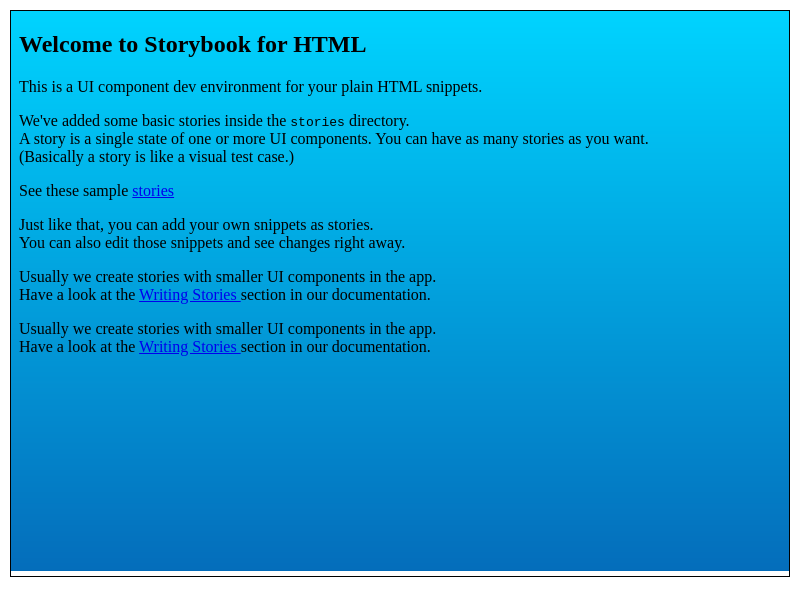 Welcome to Storybook for HTML
This is a UI component dev environment for your plain HTML snippets.
We've added some basic stories inside the stories directory.
A story is a single state of one or more UI components. You can have as many stories as you want.
(Basically a story is like a visual test case.)
See these sample stories
Just like that, you can add your own snippets as stories.
You can also edit those snippets and see changes right away.
Usually we create stories with smaller UI components in the app.
Have a look at the Writing Stories section in our documentation.
Usually we create stories with smaller UI components in the app.
Have a look at the Writing Stories section in our documentation.